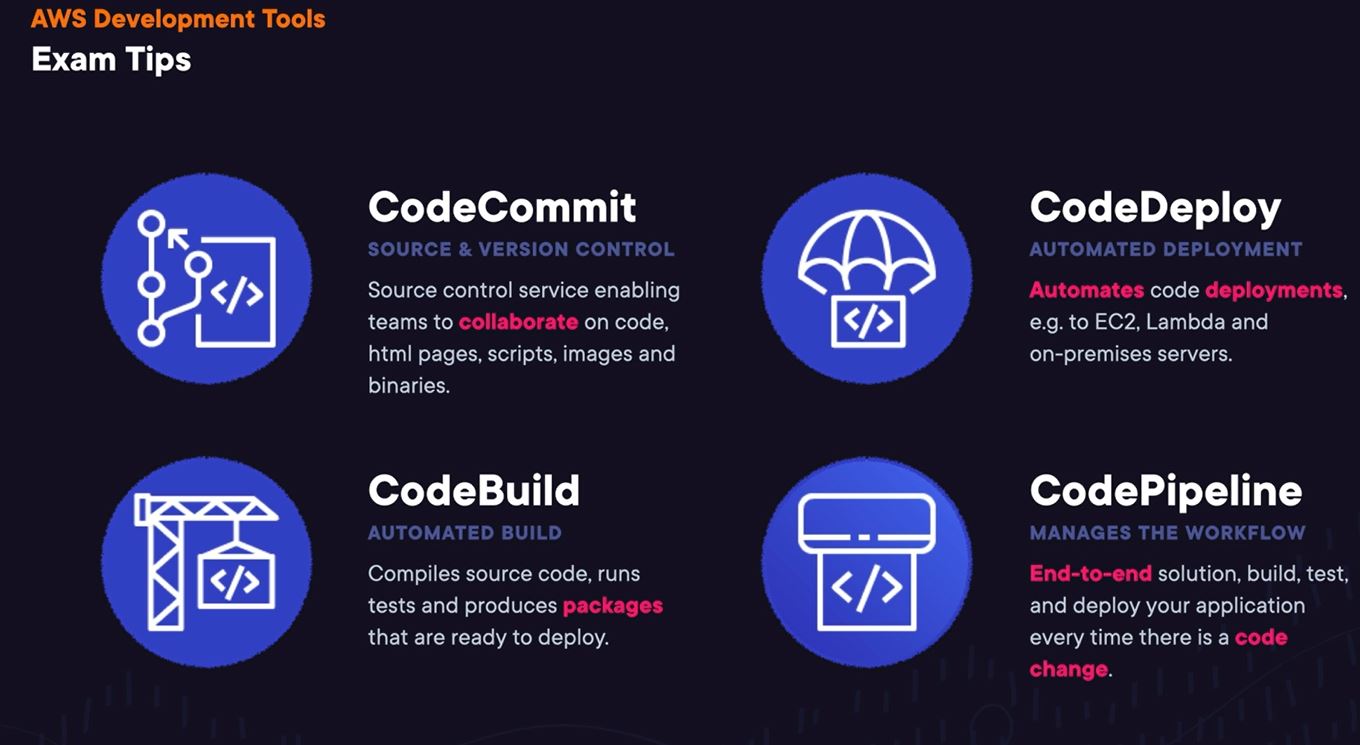 AWS Development Tools
Exam Tips
CodeCommit
SOURCE & VERSION CONTROL
Source control service enabling
teams to collaborate on code,
html pages, scripts, images and
binaries.
CodeDeploy
AUTOMATED DEPLOYMENT
Automates code deployments,
e.g. to EC2, Lambda and
on-premises servers.
CodeBuild
AUTOMATED BUILD
Compiles source code, runs
tests and produces packages
that are ready to deploy.
CodePipeline
MANAGES THE WORKFLOW
End-to-end solution, build, test,
and deploy your application
every time there is a code
change.